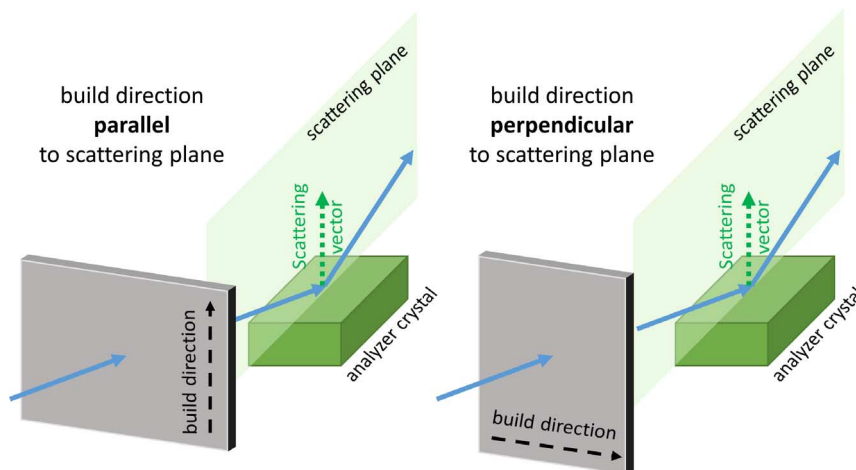 build direction
parallel
to scattering plane
scattering plane
Scattering
vector
build direction
analyzer crystal
build direction
perpendicular
to scattering plane
scattering plane
Scattering
vector
build direction
analyzer crystal